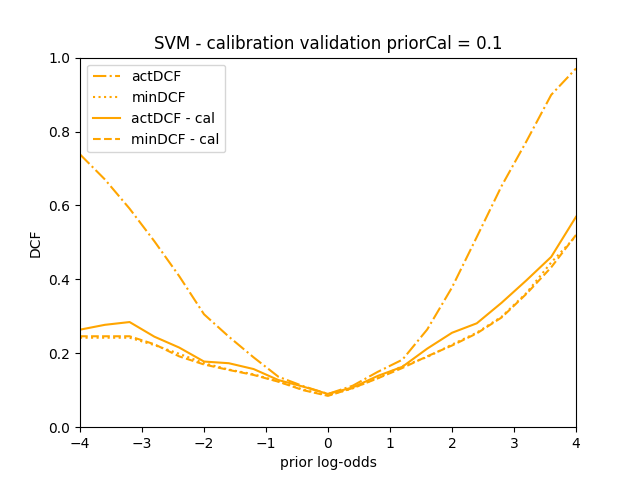 SVM - calibration validation priorCal = 0.1
1.0
0.8
0.6
0.4
0.2
0.0
DCF
actDCF
minDCF
actDCF - cal
minDCF - cal
−4 −3 −2 −1 0 1 2 3 4
prior log-odds